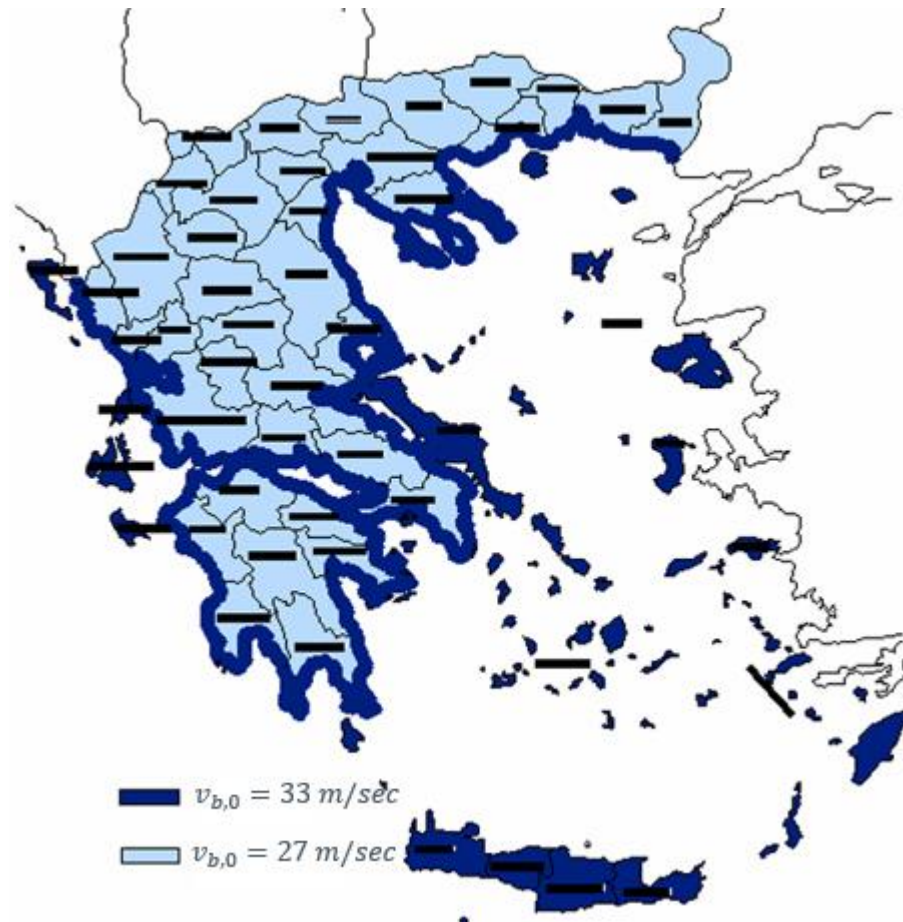 v_{b,0} = 33 m/sec
v_{b,0} = 27 m/sec